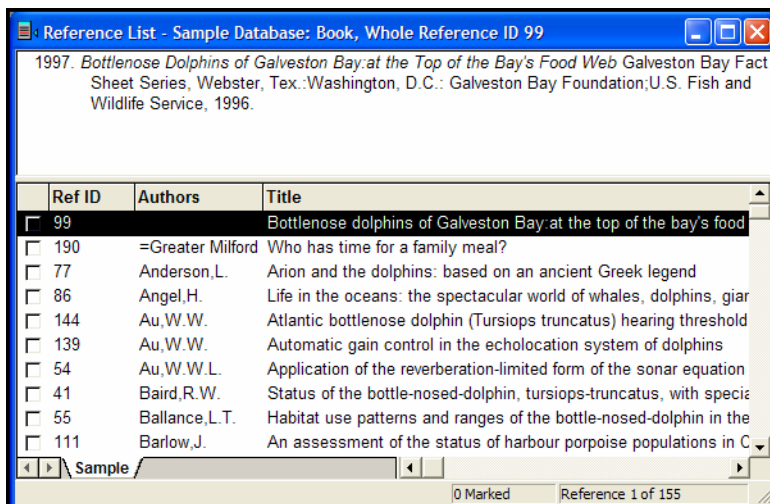 Reference List - Sample Database: Book, Whole Reference ID 99
1997. Bottlenose Dolphins of Galveston Bay:at the Top of the Bay's Food Web Galveston Bay Fact
Sheet Series, Webster, Tex.:Washington, D.C.: Galveston Bay Foundation;U.S. Fish and
Wildlife Service, 1996.
Ref ID Authors Title
99 Bottlenose dolphins of Galveston Bay:at the top of the bay's food
190 =Greater Milford Who has time for a family meal?
77 Anderson,L. Arion and the dolphins: based on an ancient Greek legend
86 Angel,H. Life in the oceans: the spectacular world of whales, dolphins, giar
144 Au,W.W. Atlantic bottlenose dolphin (Tursiops truncatus) hearing threshold
139 Au,W.W. Automatic gain control in the echolocation system of dolphins
54 Au,W.W.L. Application of the reverberation-limited form of the sonar equation
41 Baird,R.W. Status of the bottle-nosed-dolphin, tursiops-truncatus, with specia
55 Ballance,L.T. Habitat use patterns and ranges of the bottle-nosed-dolphin in the
111 Barlow,J. An assessment of the status of harbour porpoise populations in C
Sample
0 Marked Reference 1 of 155